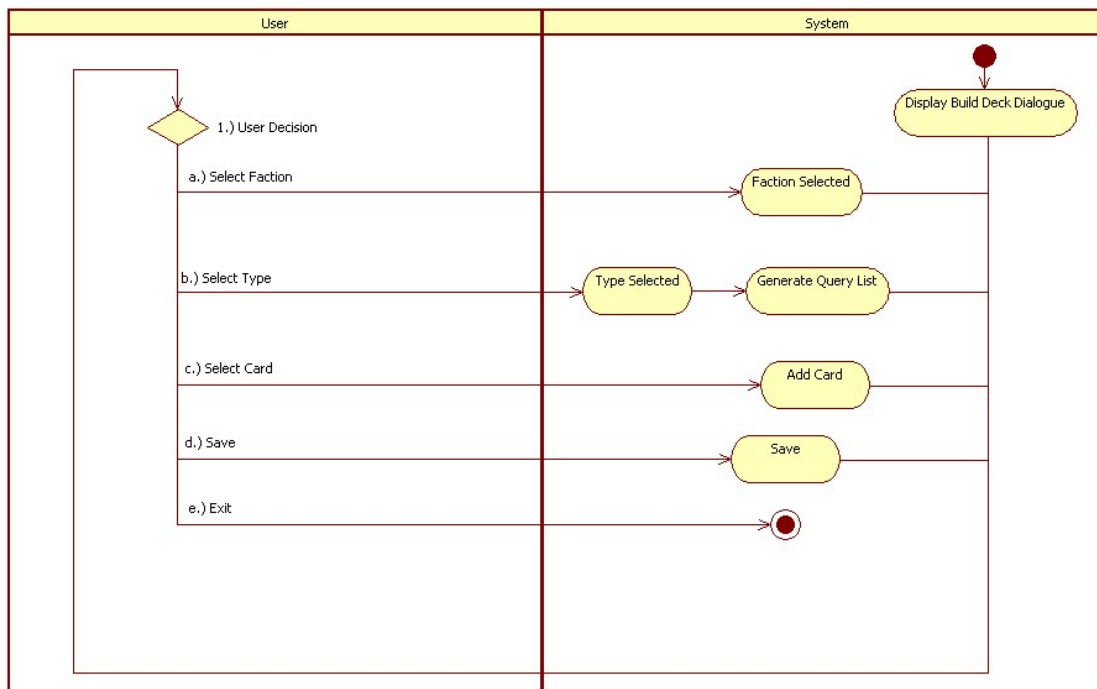 User
System
Display Build Deck Dialogue
1.) User Decision
a.) Select Faction
Faction Selected
b.) Select Type
Type Selected
Generate Query List
c.) Select Card
Add Card
d.) Save
Save
e.) Exit